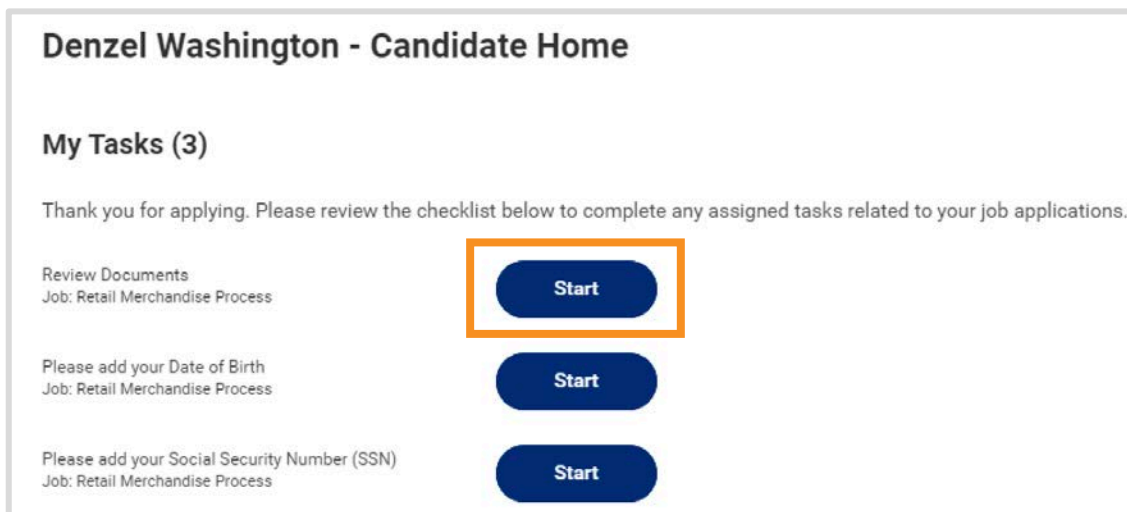 Denzel Washington - Candidate Home
My Tasks (3)
Thank you for applying. Please review the checklist below to complete any assigned tasks related to your job applications.
Review Documents
Job: Retail Merchandise Process
Start
Please add your Date of Birth
Job: Retail Merchandise Process
Start
Please add your Social Security Number (SSN)
Job: Retail Merchandise Process
Start